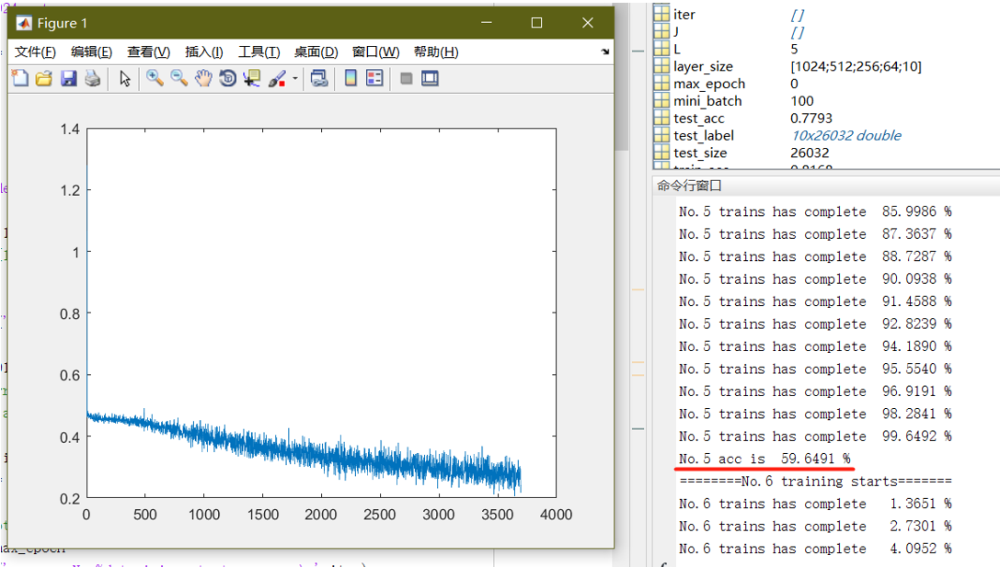 Figure 1
文件(F) 编辑(E) 查看(V) 插入(I) 工具(T) 桌面(D) 窗口(W) 帮助(H)
1.4
1.2
1
0.8
0.6
0.4
0.2
0 500 1000 1500 2000 2500 3000 3500 4000
iter []
J []
L 5
layer_size [1024;512;256;64;10]
max_epoch 0
mini_batch 100
test_acc 0.7793
test_label 10x26032 double
test_size 26032
命令行窗口
No.5 trains has complete 85.9986 %
No.5 trains has complete 87.3637 %
No.5 trains has complete 88.7287 %
No.5 trains has complete 90.0938 %
No.5 trains has complete 91.4588 %
No.5 trains has complete 92.8239 %
No.5 trains has complete 94.1890 %
No.5 trains has complete 95.5540 %
No.5 trains has complete 96.9191 %
No.5 trains has complete 98.2841 %
No.5 trains has complete 99.6492 %
No.5 acc is 59.6491 %
========No.6 training starts=======
No.6 trains has complete 1.3651 %
No.6 trains has complete 2.7301 %
No.6 trains has complete 4.0952 %